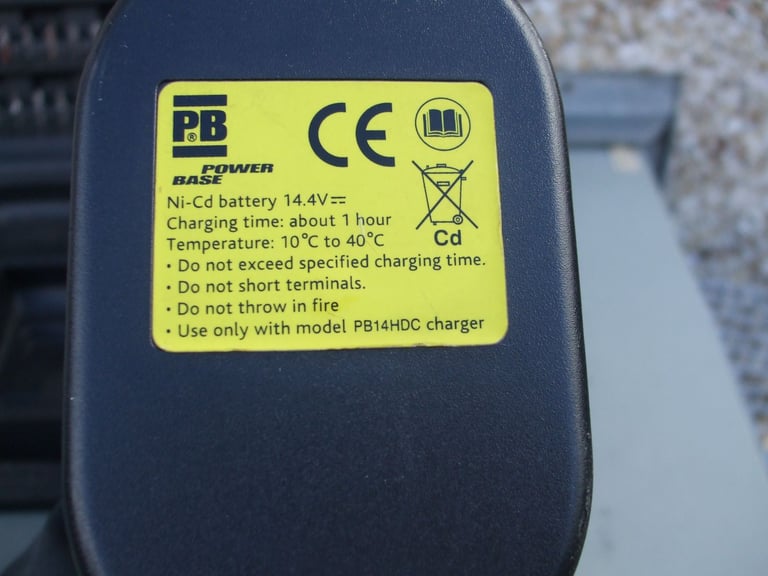 PB®
POWER
BASE
CE
Ni-Cd battery 14.4V⎓
Charging time: about 1 hour
Temperature: 10°C to 40°C
Cd
· Do not exceed specified charging time.
· Do not short terminals.
· Do not throw in fire
· Use only with model PB14HDC charger